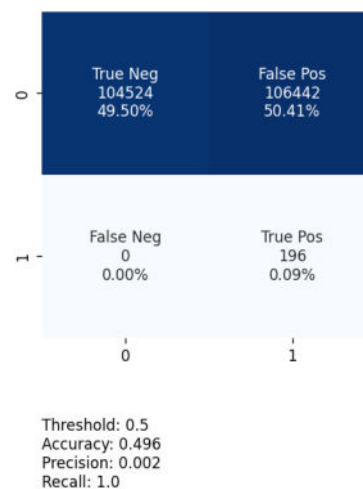 0
True Neg
104524
49.50%
False Pos
106442
50.41%
1
False Neg
0
0.00%
True Pos
196
0.09%
0
1
Threshold: 0.5
Accuracy: 0.496
Precision: 0.002
Recall: 1.0